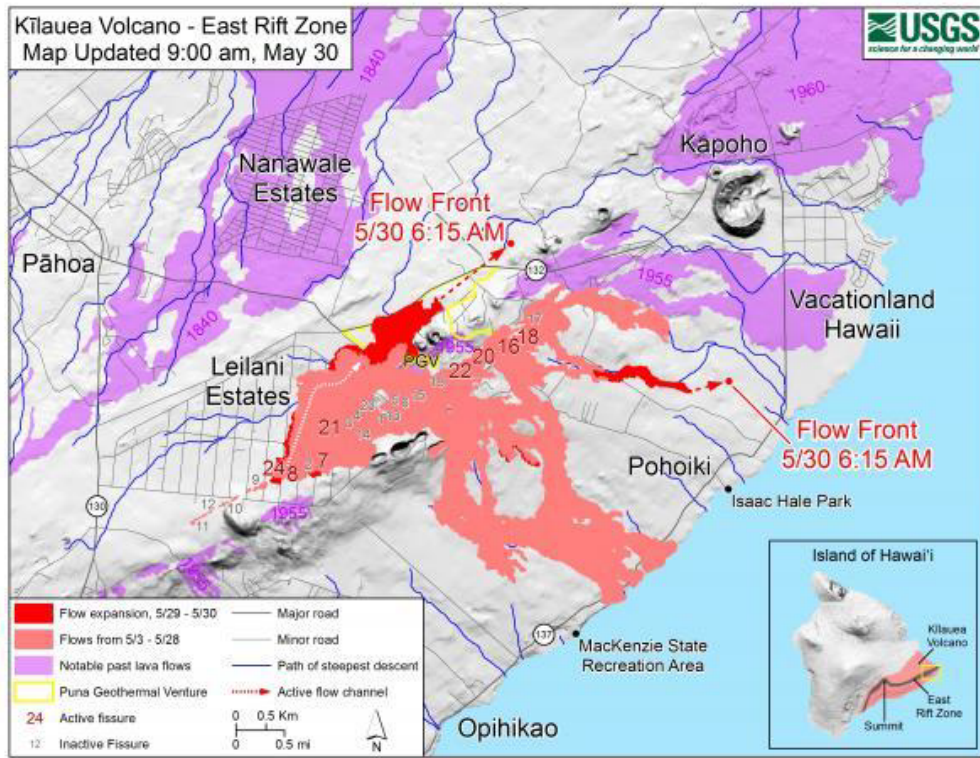 Kīlauea Volcano - East Rift Zone
Map Updated 9:00 am, May 30
USGS
science for a changing world
1840
1960
Nanawale
Estates
Kapoho
Flow Front
5/30 6:15 AM
Pāhoa
132
1955
Vacationland
Hawaii
1840
Leilani
Estates
PGV
1955
17
18
16
20
22
21
15
7
24
8
9
12
10
11
Flow Front
5/30 6:15 AM
Pohoiki
Isaac Hale Park
130
1955
1955
137
MacKenzie State
Recreation Area
Opihikao
Flow expansion, 5/29 - 5/30
Flows from 5/3 - 5/28
Notable past lava flows
Puna Geothermal Venture
24 Active fissure
12 Inactive Fissure
Major road
Minor road
Path of steepest descent
Active flow channel
0 0.5 Km
0 0.5 mi
N
Island of Hawai'i
Kīlauea
Volcano
East
Rift Zone
Summit